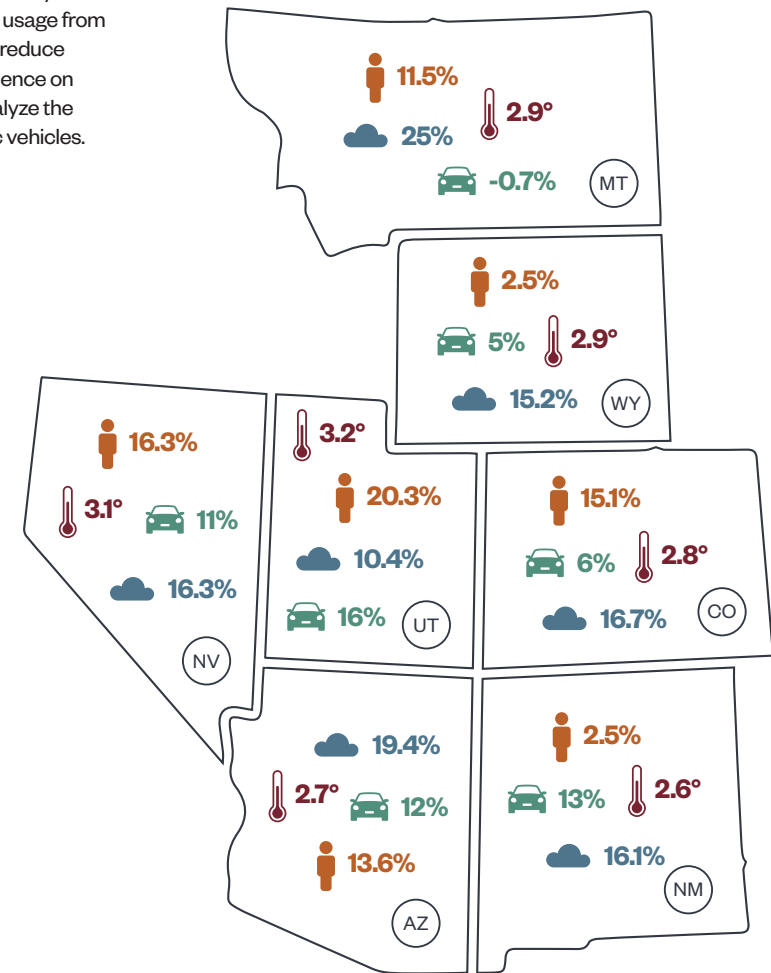 usage from
reduce
ence on
alyze the
vehicles.
11.5%
2.9°
25%
-0.7%
MT
2.5%
5%
2.9°
15.2%
WY
16.3%
3.1°
11%
16.3%
NV
3.2°
20.3%
10.4%
16%
UT
15.1%
6%
2.8°
16.7%
CO
19.4%
2.7°
12%
13.6%
AZ
2.5%
13%
2.6°
16.1%
NM